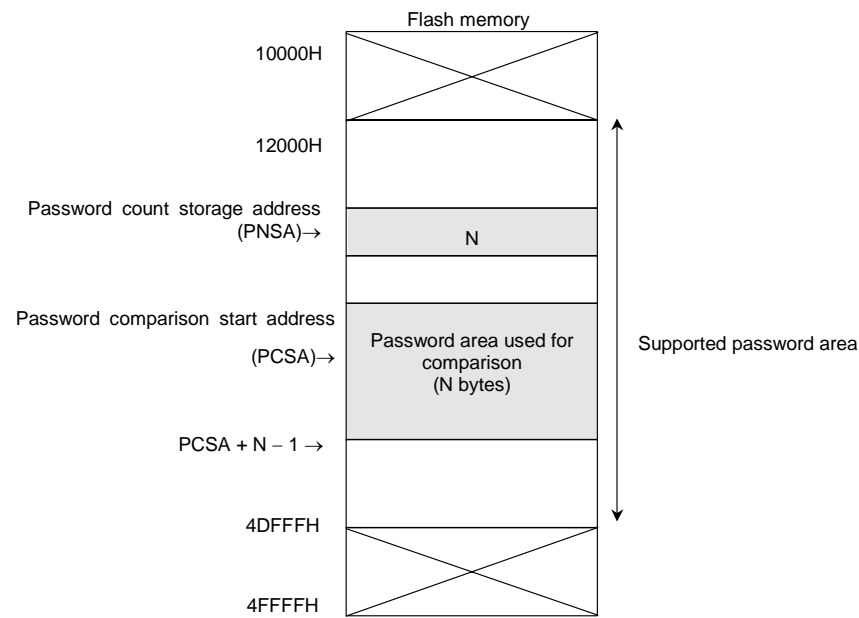 Flash memory
10000H
12000H
Password count storage address
(PNSA)→
N
Password comparison start address
(PCSA)→
Password area used for
comparison
(N bytes)
Supported password area
PCSA + N − 1 →
4DFFFH
4FFFFH